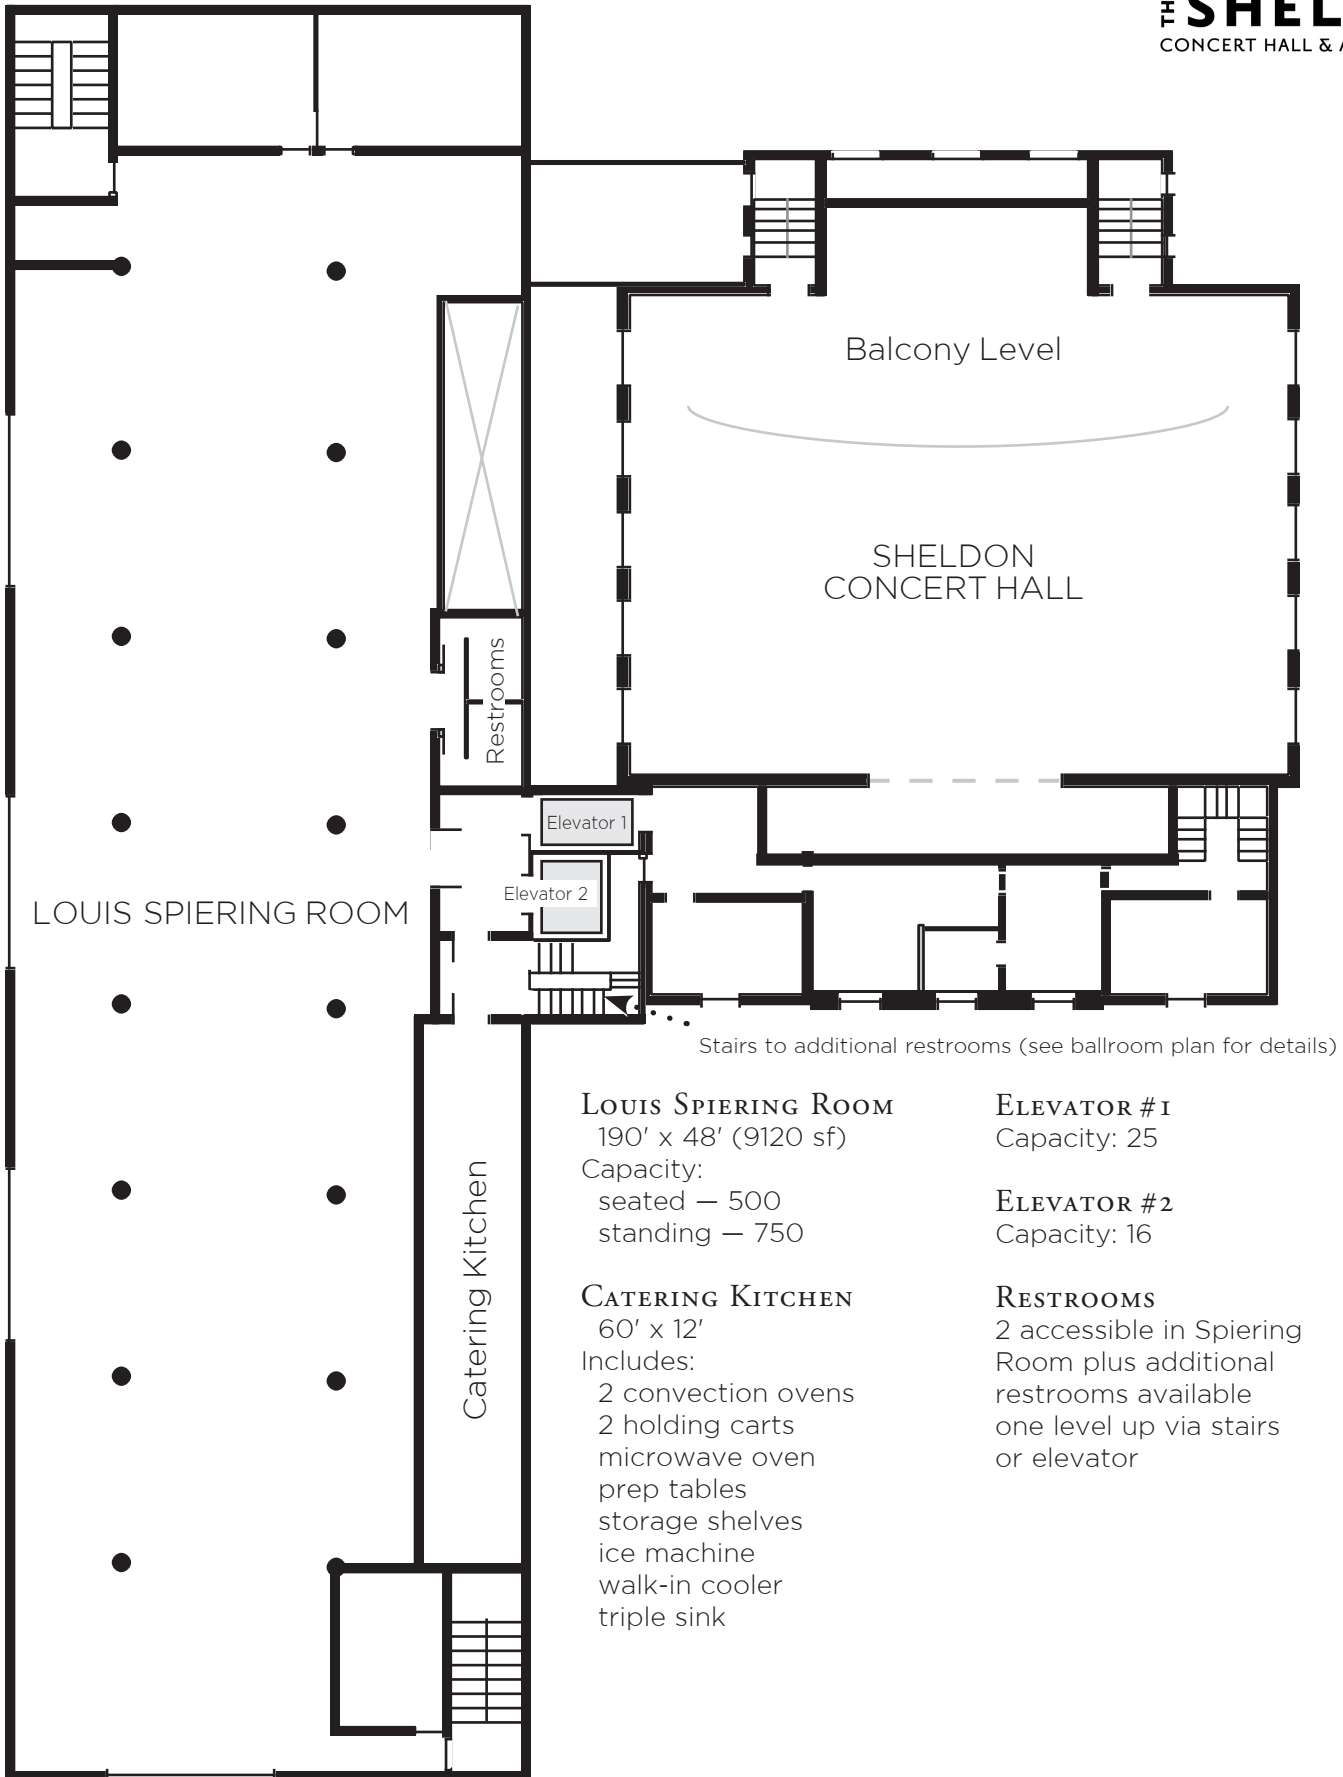 TH
SHEL
CONCERT HALL & A
Balcony Level
SHELDON
CONCERT HALL
Restrooms
Elevator 1
Elevator 2
LOUIS SPIERING ROOM
Stairs to additional restrooms (see ballroom plan for details)
Catering Kitchen
LOUIS SPIERING ROOM
190' x 48' (9120 sf)
Capacity:
seated — 500
standing — 750
CATERING KITCHEN
60' x 12'
Includes:
2 convection ovens
2 holding carts
microwave oven
prep tables
storage shelves
ice machine
walk-in cooler
triple sink
ELEVATOR #1
Capacity: 25
ELEVATOR #2
Capacity: 16
RESTROOMS
2 accessible in Spiering
Room plus additional
restrooms available
one level up via stairs
or elevator